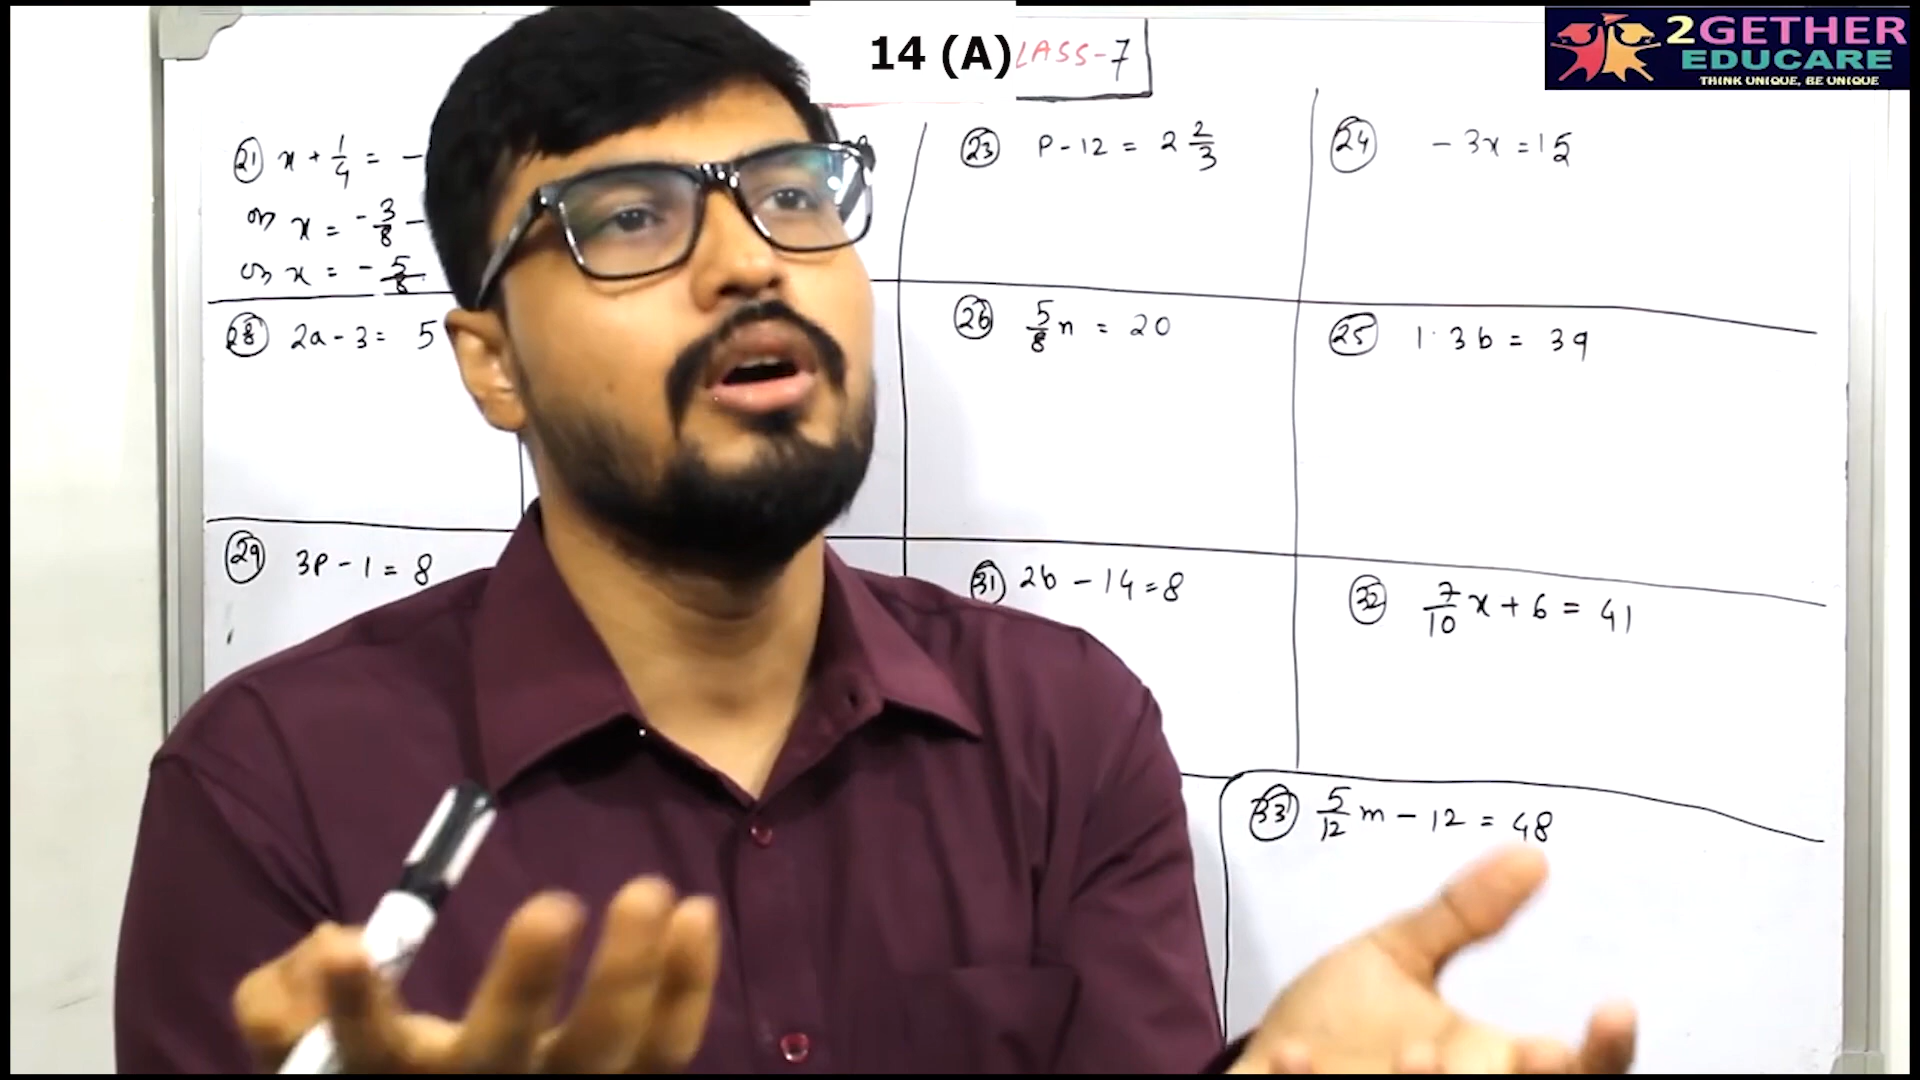 14 (A) CLASS-7
2GETHER
EDUCARE
THINK UNIQUE, BE UNIQUE
21 x + 1/4 = -
or x = -3/8 -
or x = -5/8
23 P - 12 = 2 2/3
24 - 3x = 15
28 2a - 3 = 5
26 5/8 n = 20
25 1.3b = 39
29 3P - 1 = 8
31 2b - 14 = 8
32 7/10 x + 6 = 41
33 5/12 m - 12 = 48